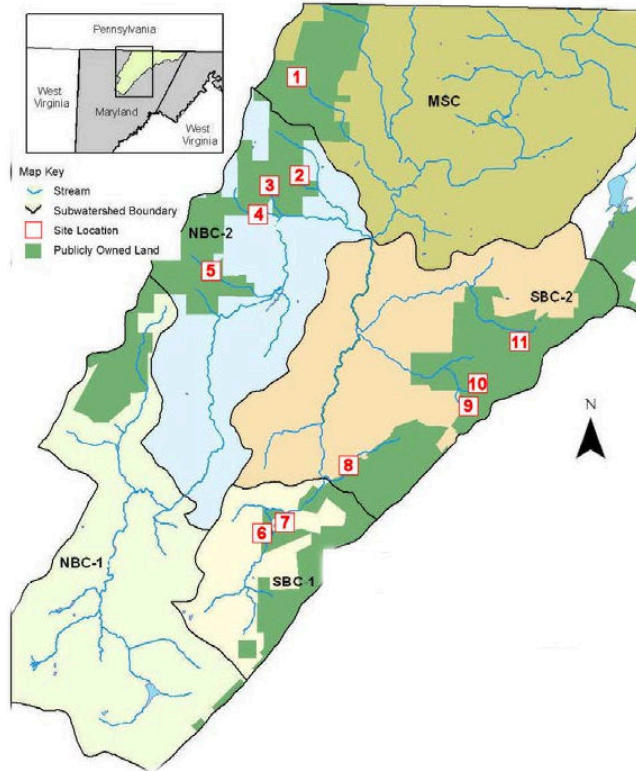 Pennsylvania
West
Virginia
Maryland
West
Virginia
Map Key
Stream
Subwatershed Boundary
Site Location
Publicly Owned Land
1
MSC
2
3
4
NBC-2
5
SBC-2
11
10
9
N
8
7
6
NBC-1
SBC-1